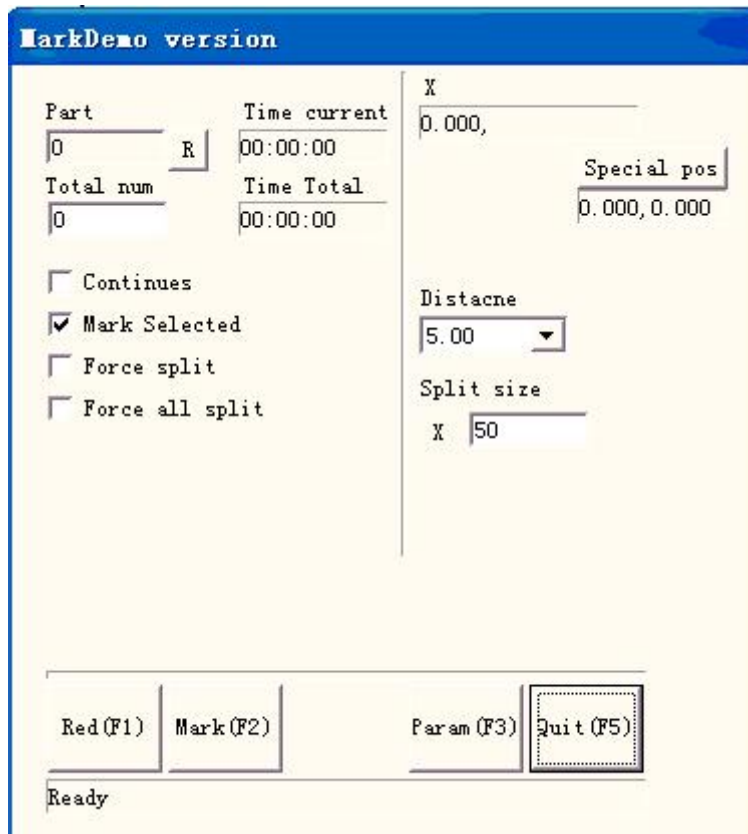 MarkDemo version
Part
0
R
Time current
00:00:00
Total num
0
Time Total
00:00:00
Continues
Mark Selected
Force split
Force all split
X
0.000,
Special pos
0.000,0.000
Distacne
5.00
Split size
X 50
Red(F1)
Mark(F2)
Param(F3)
Quit(F5)
Ready